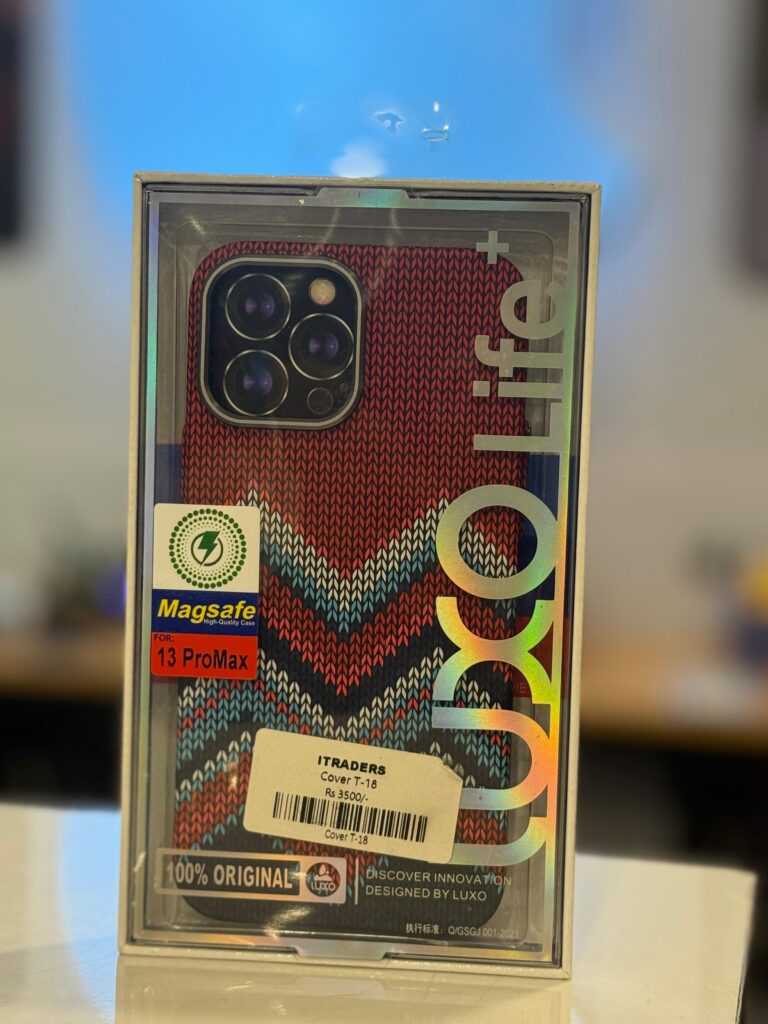 LUXO Life+
Magsafe
High-Quality Case
FOR:
13 ProMax
ITRADERS
Cover T-18
Rs 3500/-
Cover T-18
100% ORIGINAL
LUXO
DISCOVER INNOVATION
DESIGNED BY LUXO
执行标准: Q/GSGJ 001-2021